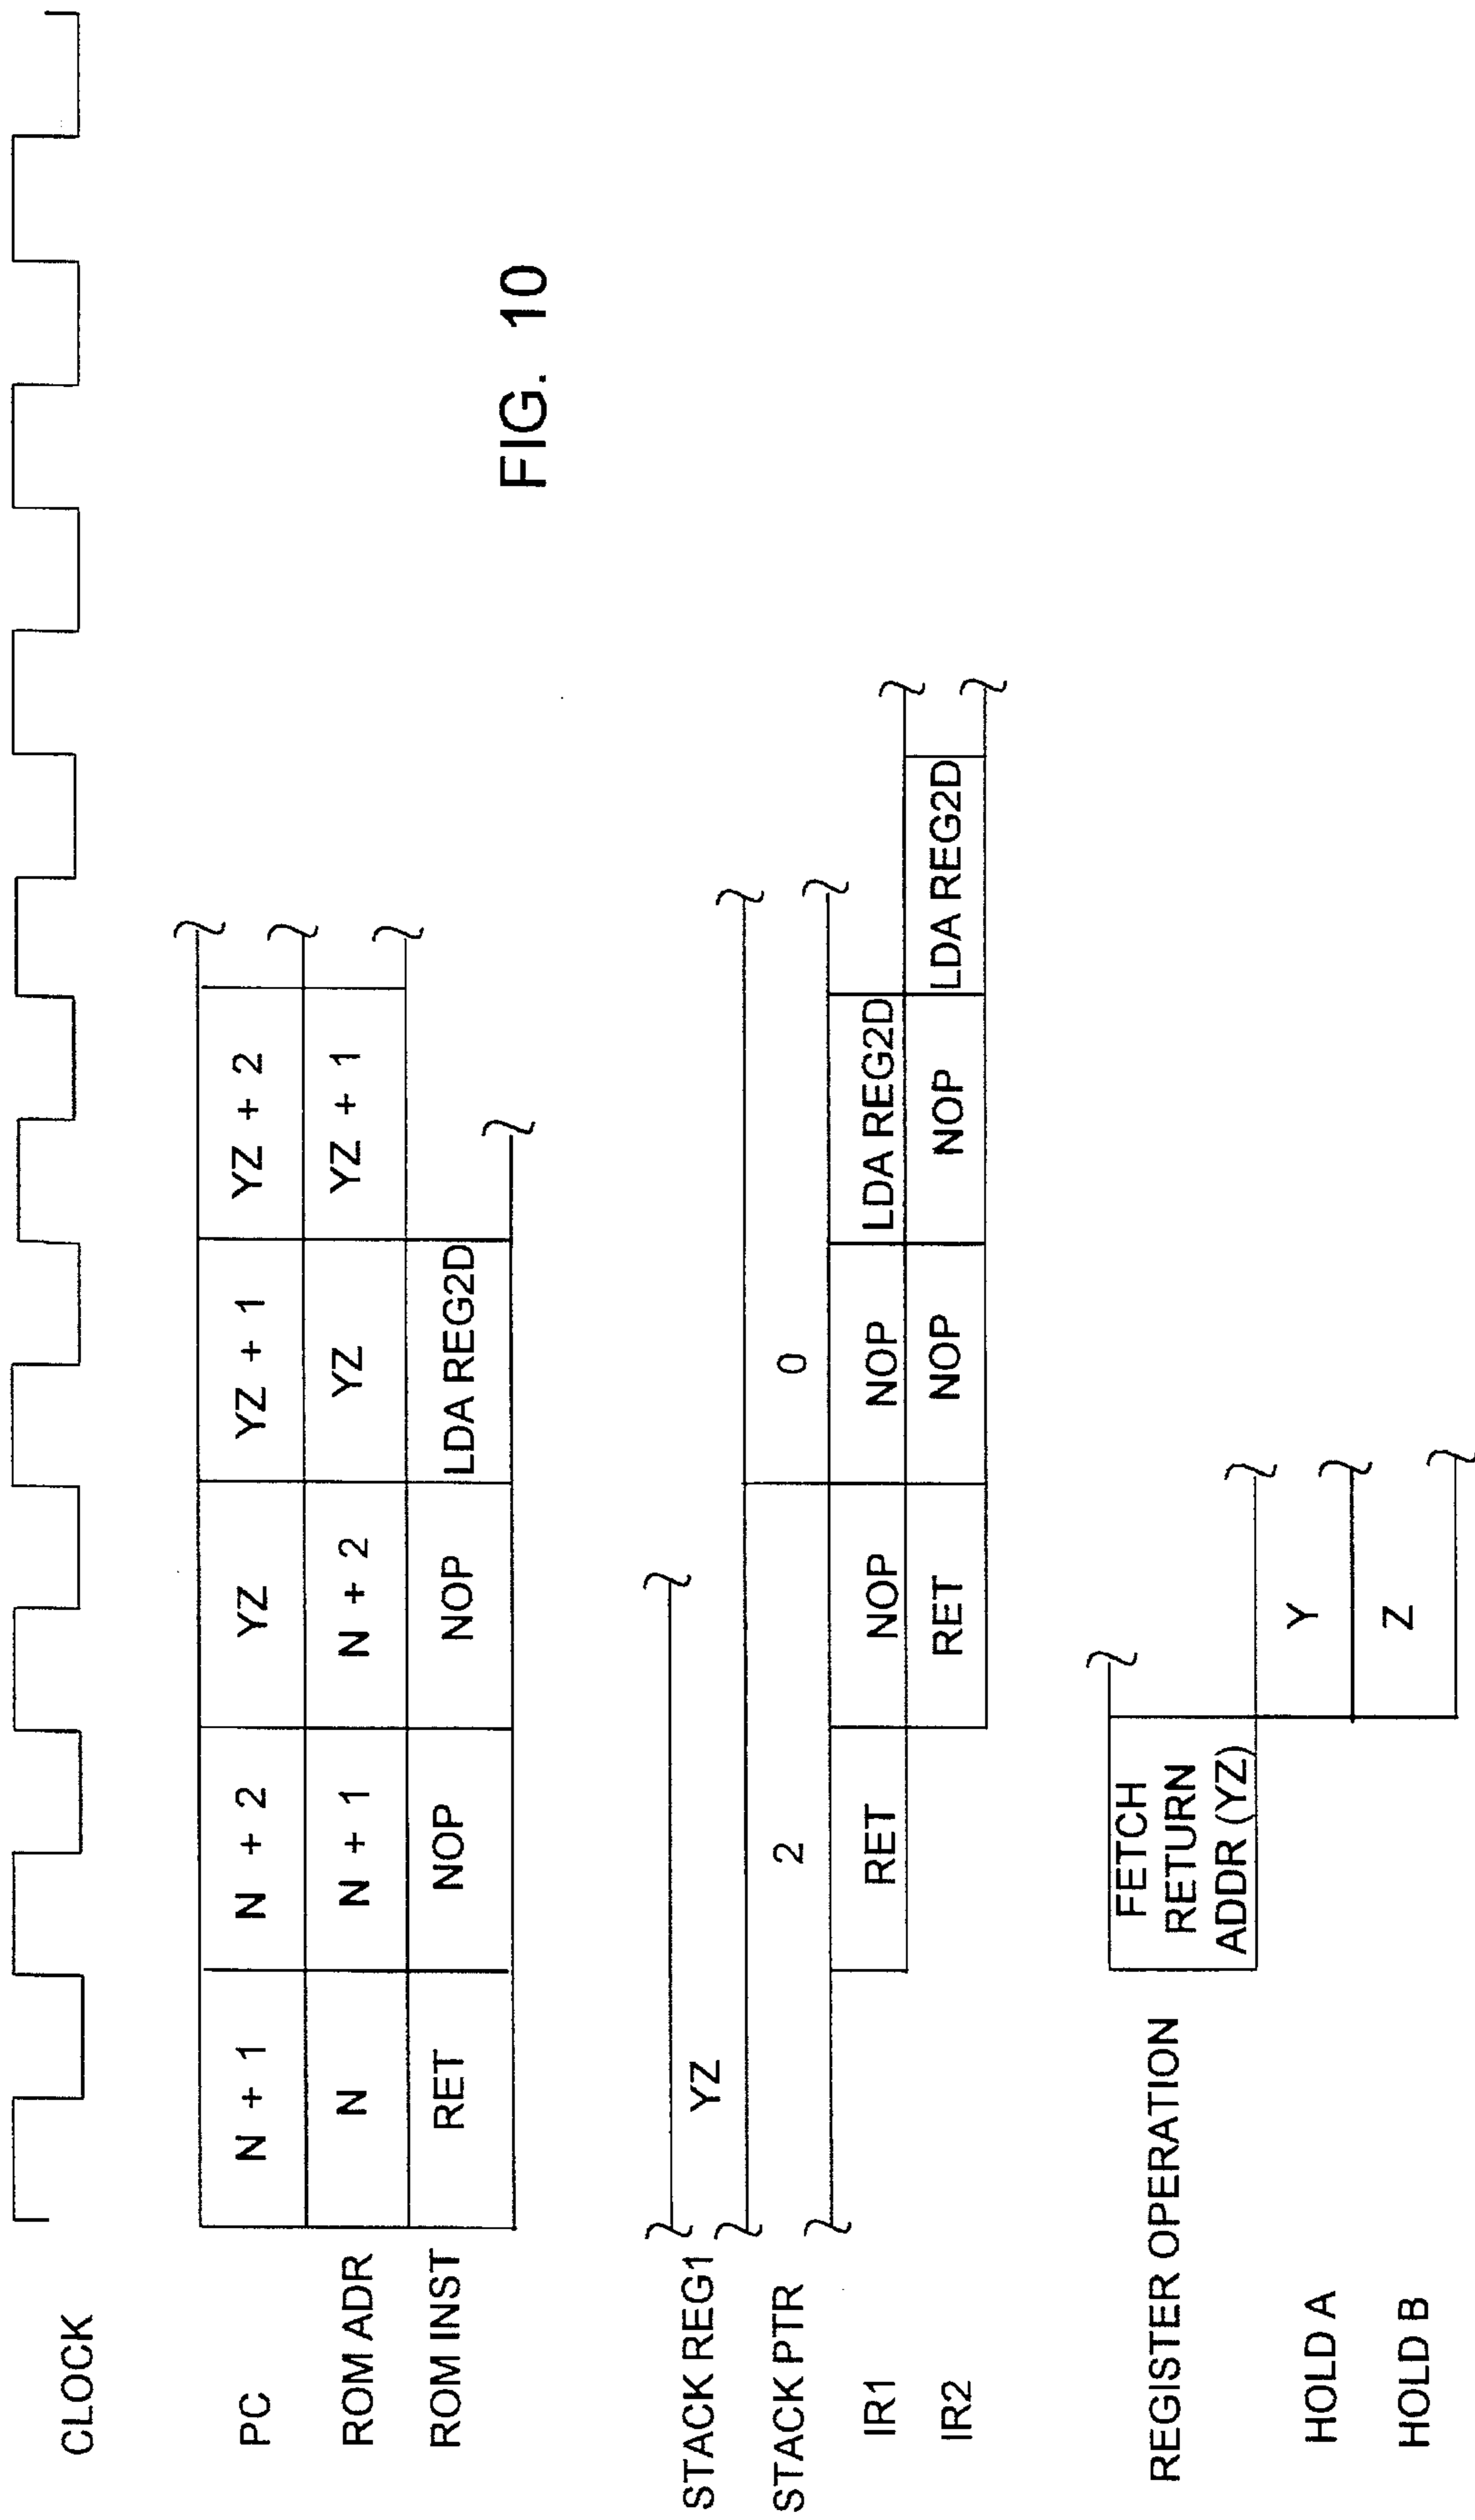 CLOCK
PC N + 1 N + 2 YZ YZ + 1 YZ + 2
ROM ADR N N + 1 N + 2 YZ YZ + 1
ROM INST RET NOP NOP LDA REG2D
FIG. 10
STACK REG1 YZ
STACK PTR 2 0
IR1 RET NOP NOP LDA REG2D
IR2 RET NOP NOP LDA REG2D
REGISTER OPERATION FETCH
RETURN
ADDR (YZ)
HOLD A Y
HOLD B Z